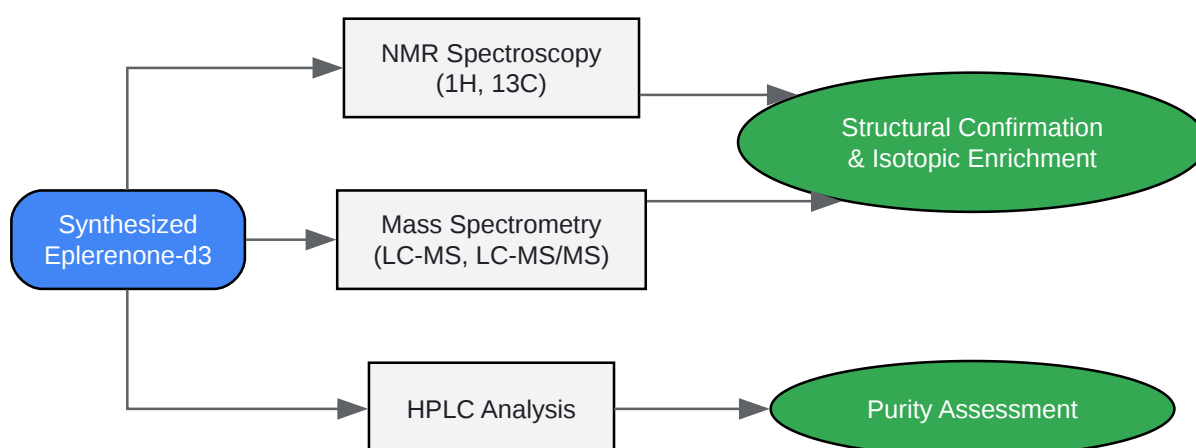 NMR Spectroscopy
(1H, 13C)
Structural Confirmation
& Isotopic Enrichment
Synthesized
Eplerenone-d3
Mass Spectrometry
(LC-MS, LC-MS/MS)
HPLC Analysis
Purity Assessment